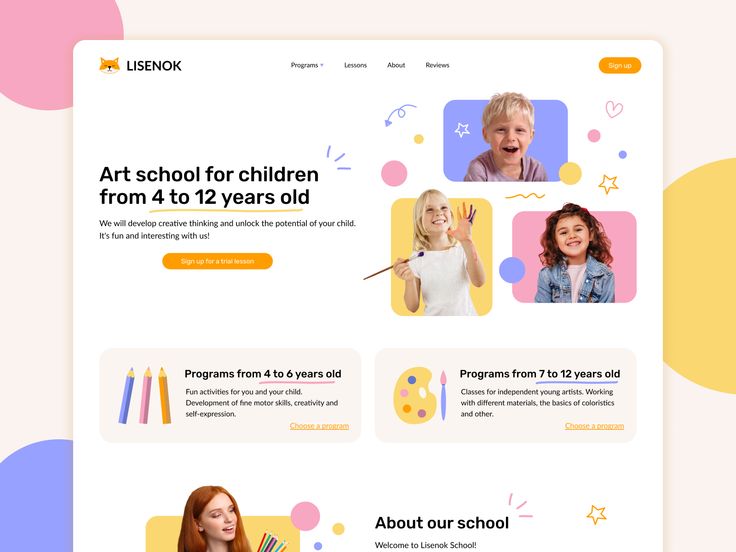 LISENOK
Programs
Lessons
About
Reviews
Sign up
Art school for children
from 4 to 12 years old
We will develop creative thinking and unlock the potential of your child.
It's fun and interesting with us!
Sign up for a trial lesson
Programs from 4 to 6 years old
Fun activities for you and your child.
Development of fine motor skills, creativity and
self-expression.
Choose a program
Programs from 7 to 12 years old
Classes for independent young artists. Working
with different materials, the basics of coloristics
and other.
Choose a program
About our school
Welcome to Lisenok School!